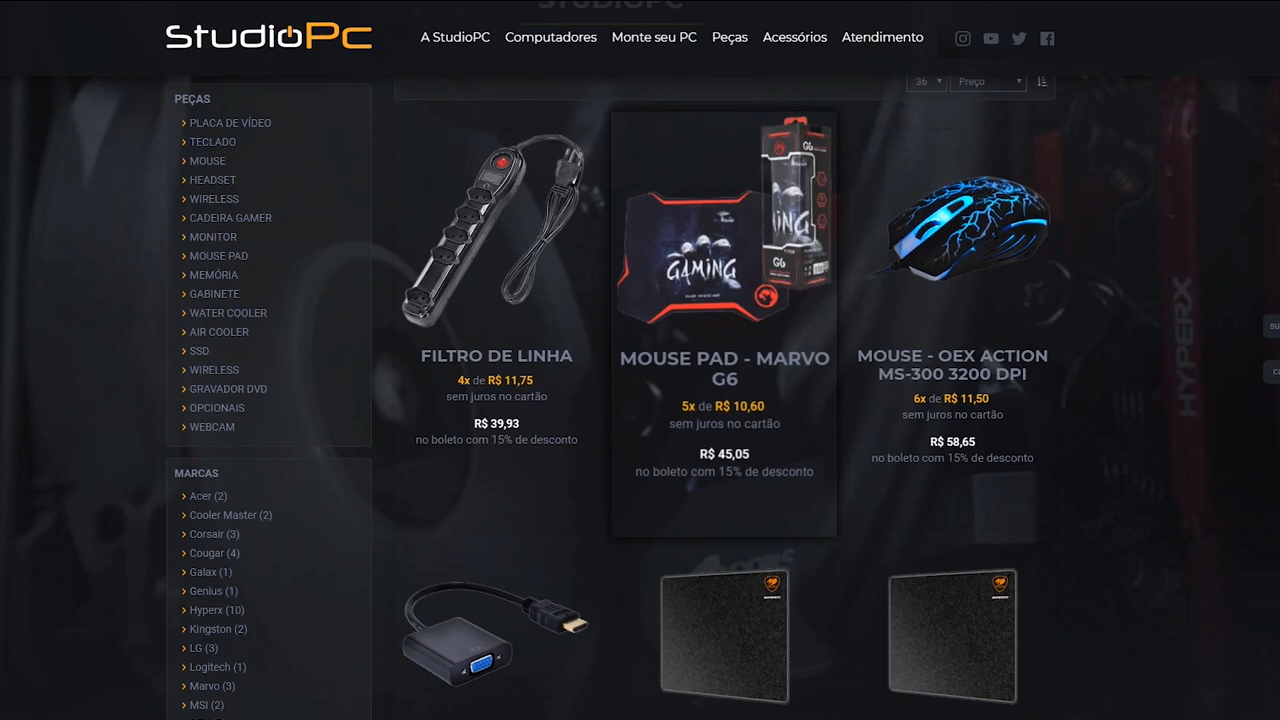 STUDIOPC
StudioPc
A StudioPC
Computadores
Monte seu PC
Peças
Acessórios
Atendimento
36
Preço
PEÇAS
PLACA DE VÍDEO
TECLADO
MOUSE
HEADSET
WIRELESS
CADEIRA GAMER
MONITOR
MOUSE PAD
MEMÓRIA
GABINETE
WATER COOLER
AIR COOLER
SSD
WIRELESS
GRAVADOR DVD
OPCIONAIS
WEBCAM
MARCAS
Acer (2)
Cooler Master (2)
Corsair (3)
Cougar (4)
Galax (1)
Genius (1)
Hyperx (10)
Kingston (2)
LG (3)
Logitech (1)
Marvo (3)
MSI (2)
FILTRO DE LINHA
4x de R$ 11,75
sem juros no cartão
R$ 39,93
no boleto com 15% de desconto
G6
GAMING
G6
MOUSE PAD - MARVO
G6
5x de R$ 10,60
sem juros no cartão
R$ 45,05
no boleto com 15% de desconto
MOUSE - OEX ACTION
MS-300 3200 DPI
6x de R$ 11,50
sem juros no cartão
R$ 58,65
no boleto com 15% de desconto
HYPERX
SPEED
SPEED
su
ca